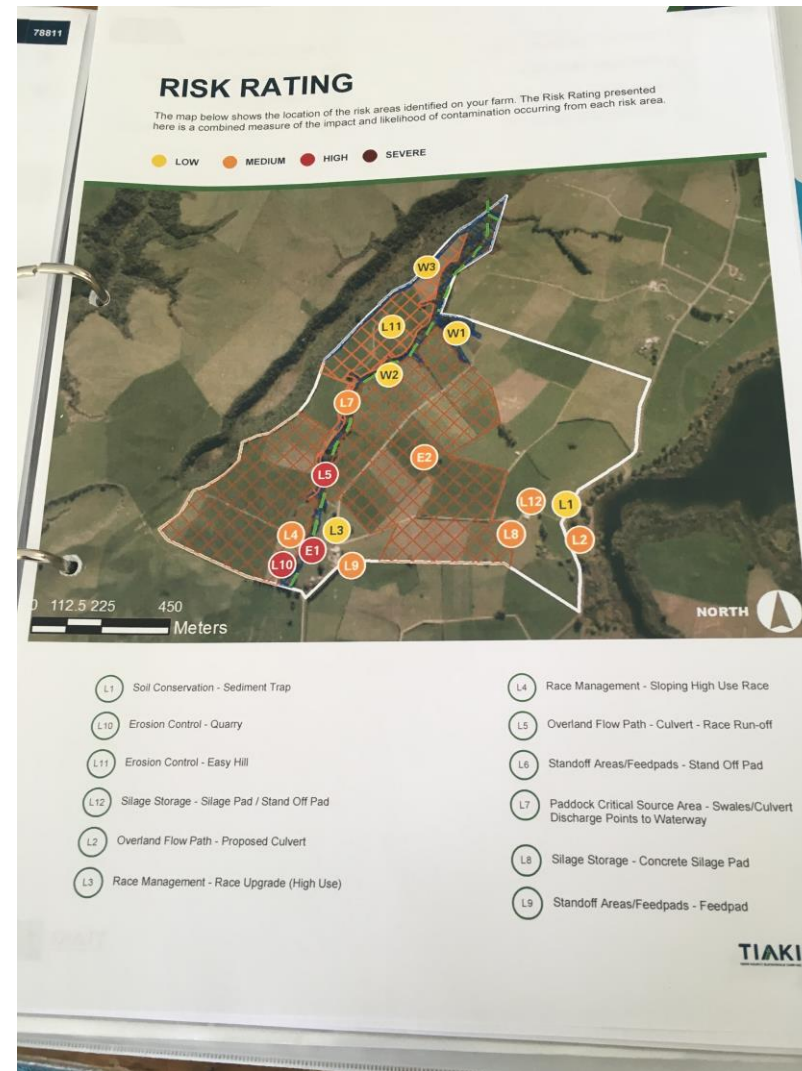 78811
RISK RATING
The map below shows the location of the risk areas identified on your farm. The Risk Rating presented
here is a combined measure of the impact and likelihood of contamination occurring from each risk area.
LOW MEDIUM HIGH SEVERE
W3
L11
W1
W2
L7
E2
L5
L12
L1
L3
L4
L8
L2
E1
L10
L9
0 112.5 225 450
Meters
NORTH
L1 Soil Conservation - Sediment Trap
L10 Erosion Control - Quarry
L11 Erosion Control - Easy Hill
L12 Silage Storage - Silage Pad / Stand Off Pad
L2 Overland Flow Path - Proposed Culvert
L3 Race Management - Race Upgrade (High Use)
L4 Race Management - Sloping High Use Race
L5 Overland Flow Path - Culvert - Race Run-off
L6 Standoff Areas/Feedpads - Stand Off Pad
L7 Paddock Critical Source Area - Swales/Culvert
Discharge Points to Waterway
L8 Silage Storage - Concrete Silage Pad
L9 Standoff Areas/Feedpads - Feedpad
TIAKI